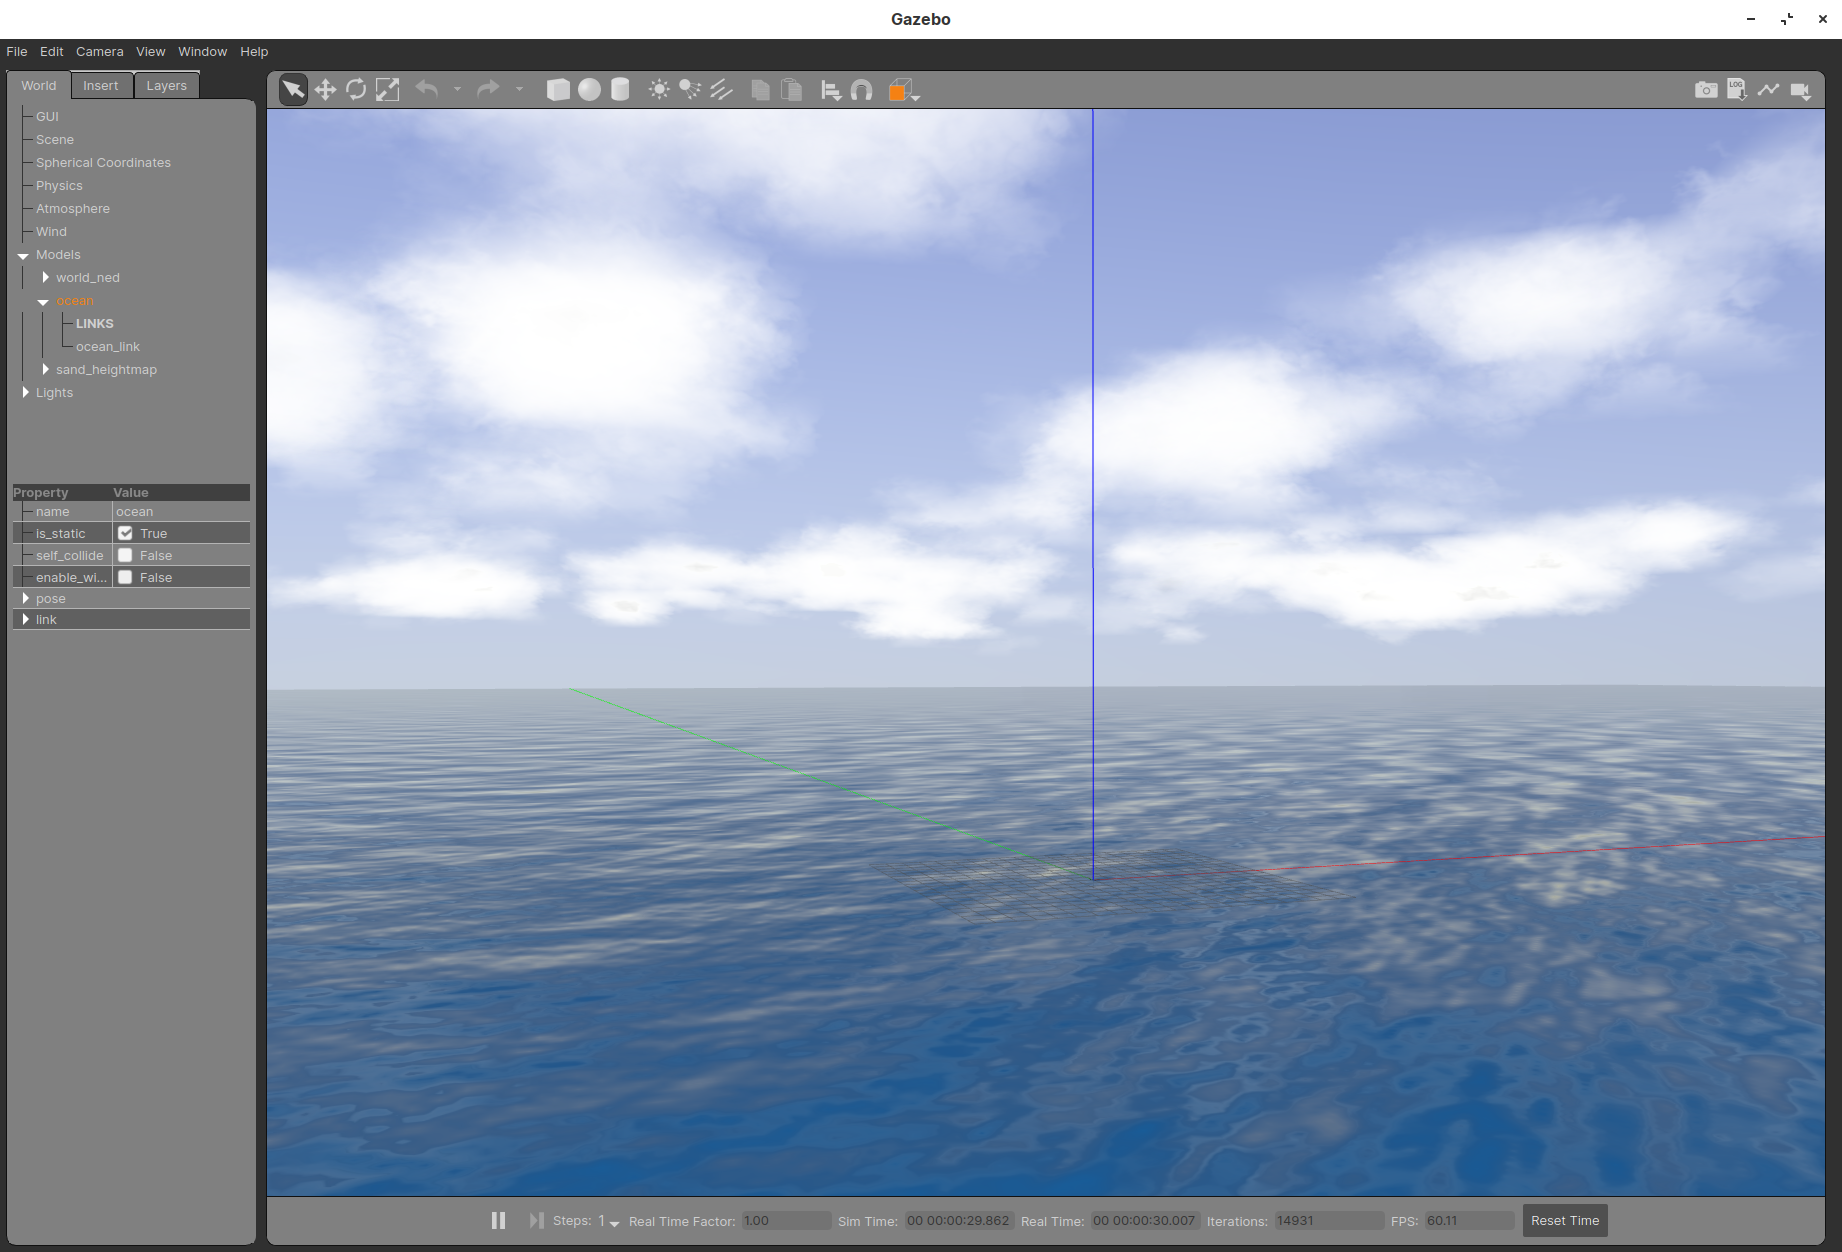 Gazebo
File Edit Camera View Window Help
World Insert Layers
LOG
GUI
Scene
Spherical Coordinates
Physics
Atmosphere
Wind
Models
world_ned
ocean
LINKS
ocean_link
sand_heightmap
Lights
Property Value
name ocean
is_static True
self_collide False
enable_wi... False
pose
link
Steps: 1 Real Time Factor: 1.00 Sim Time: 00 00:00:29.862 Real Time: 00 00:00:30.007 Iterations: 14931 FPS: 60.11 Reset Time